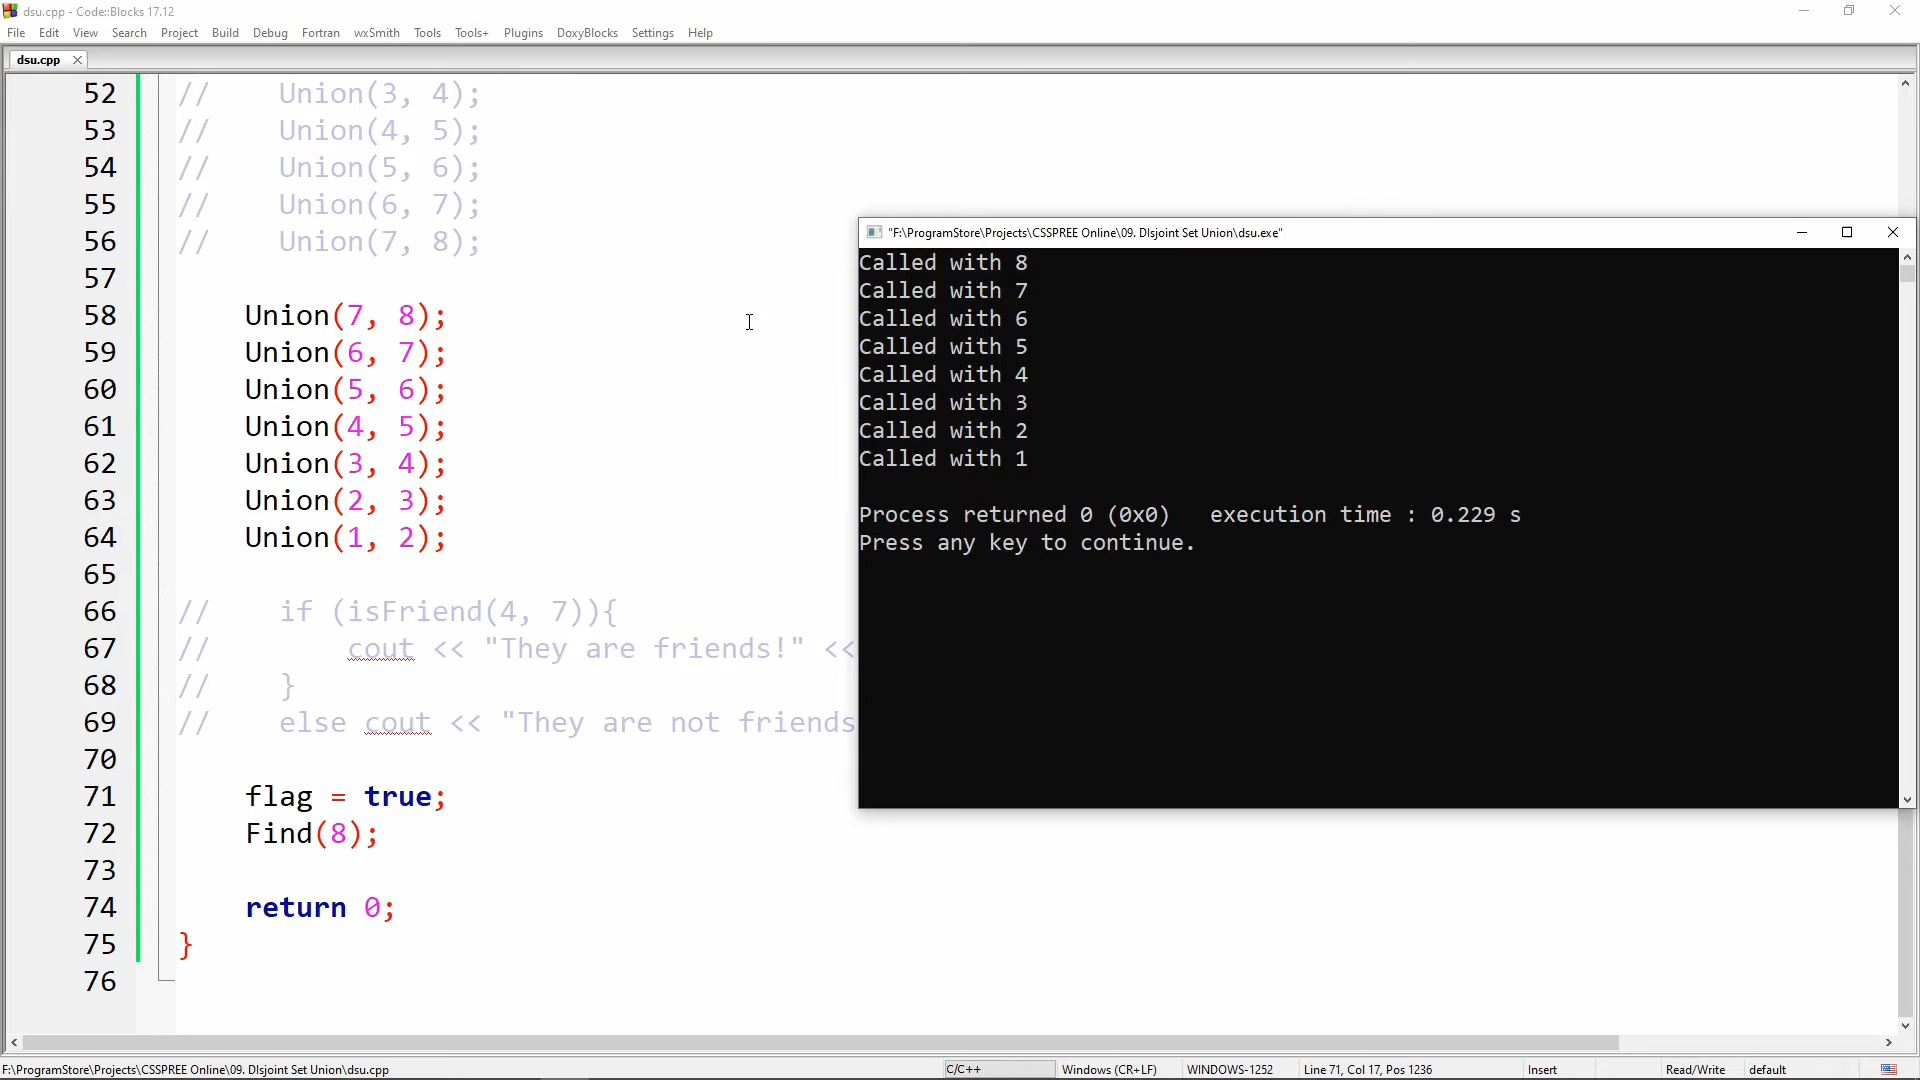 dsu.cpp - Code::Blocks 17.12
File Edit View Search Project Build Debug Fortran wxSmith Tools Tools+ Plugins DoxyBlocks Settings Help
dsu.cpp
52 // Union(3, 4);
53 // Union(4, 5);
54 // Union(5, 6);
55 // Union(6, 7);
56 // Union(7, 8);
57
58 Union(7, 8);
59 Union(6, 7);
60 Union(5, 6);
61 Union(4, 5);
62 Union(3, 4);
63 Union(2, 3);
64 Union(1, 2);
65
66 // if (isFriend(4, 7)){
67 // cout << "They are friends!" <<
68 // }
69 // else cout << "They are not friends
70
71 flag = true;
72 Find(8);
73
74 return 0;
75 }
76
"F:\ProgramStore\Projects\CSSPREE Online\09. DIsjoint Set Union\dsu.exe"
Called with 8
Called with 7
Called with 6
Called with 5
Called with 4
Called with 3
Called with 2
Called with 1
Process returned 0 (0x0) execution time : 0.229 s
Press any key to continue.
F:\ProgramStore\Projects\CSSPREE Online\09. DIsjoint Set Union\dsu.cpp C/C++ Windows (CR+LF) WINDOWS-1252 Line 71, Col 17, Pos 1236 Insert Read/Write default